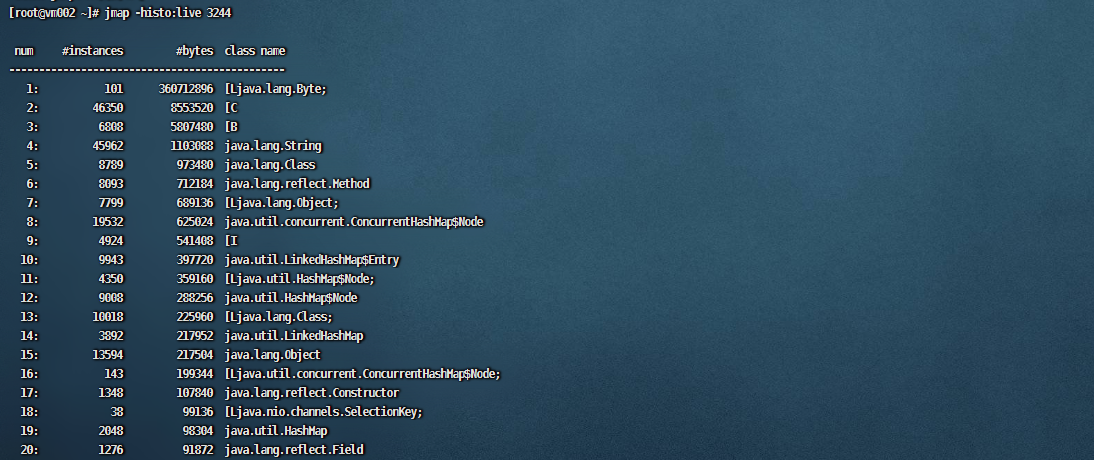 [root@vm002 ~]# jmap -histo:live 3244
num #instances #bytes class name
----------------------------------------------
1: 101 360712896 [Ljava.lang.Byte;
2: 46350 8553520 [C
3: 6808 5807480 [B
4: 45962 1103088 java.lang.String
5: 8789 973480 java.lang.Class
6: 8093 712184 java.lang.reflect.Method
7: 7799 689136 [Ljava.lang.Object;
8: 19532 625024 java.util.concurrent.ConcurrentHashMap$Node
9: 4924 541408 [I
10: 9943 397720 java.util.LinkedHashMap$Entry
11: 4350 359160 [Ljava.util.HashMap$Node;
12: 9008 288256 java.util.HashMap$Node
13: 10018 225960 [Ljava.lang.Class;
14: 3892 217952 java.util.LinkedHashMap
15: 13594 217504 java.lang.Object
16: 143 199344 [Ljava.util.concurrent.ConcurrentHashMap$Node;
17: 1348 107840 java.lang.reflect.Constructor
18: 38 99136 [Ljava.nio.channels.SelectionKey;
19: 2048 98304 java.util.HashMap
20: 1276 91872 java.lang.reflect.Field